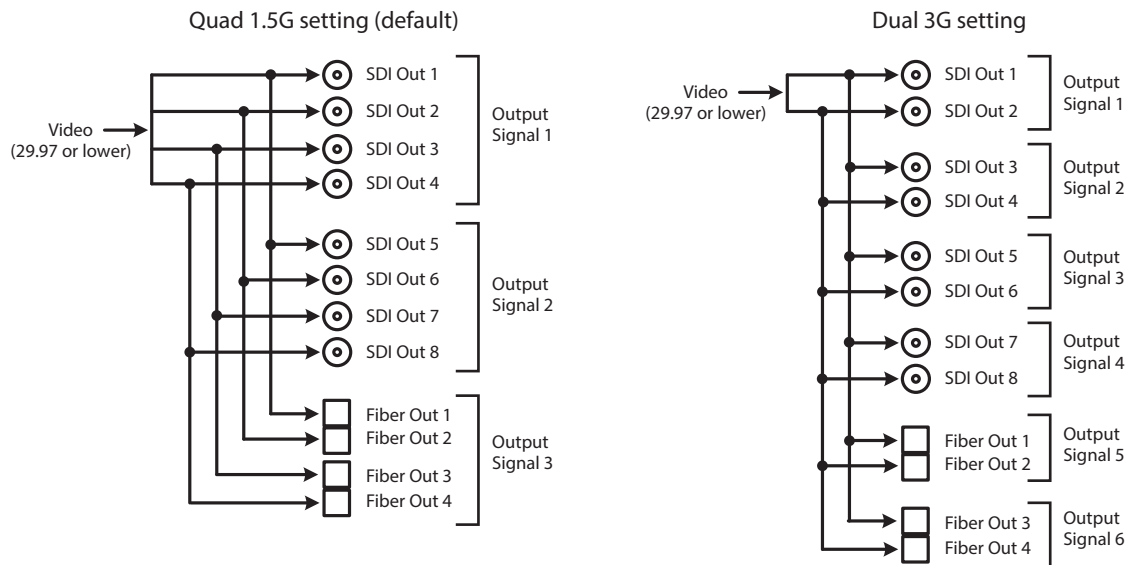 Quad 1.5G setting (default)
Video
(29.97 or lower)
SDI Out 1
SDI Out 2
SDI Out 3
SDI Out 4
Output
Signal 1
SDI Out 5
SDI Out 6
SDI Out 7
SDI Out 8
Output
Signal 2
Fiber Out 1
Fiber Out 2
Fiber Out 3
Fiber Out 4
Output
Signal 3
Dual 3G setting
Video
(29.97 or lower)
SDI Out 1
SDI Out 2
Output
Signal 1
SDI Out 3
SDI Out 4
Output
Signal 2
SDI Out 5
SDI Out 6
Output
Signal 3
SDI Out 7
SDI Out 8
Output
Signal 4
Fiber Out 1
Fiber Out 2
Output
Signal 5
Fiber Out 3
Fiber Out 4
Output
Signal 6